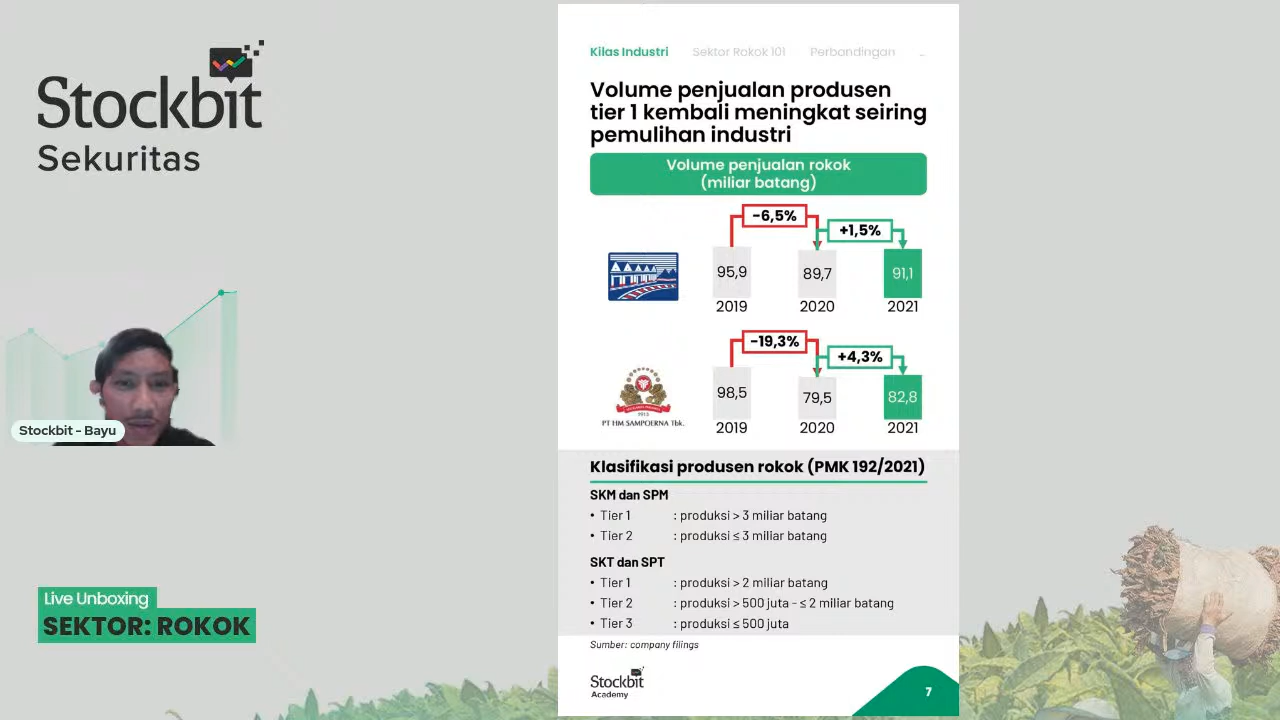 Stockbit
Sekuritas
Stockbit - Bayu
Live Unboxing
SEKTOR: ROKOK
Kilas Industri Sektor Rokok 101 Perbandingan ..
Volume penjualan produsen
tier 1 kembali meningkat seiring
pemulihan industri
Volume penjualan rokok
(miliar batang)
-6,5%
+1,5%
95,9 89,7 91,1
2019 2020 2021
-19,3%
+4,3%
98,5 79,5 82,8
1913
PT HM SAMPOERNA Tbk.
2019 2020 2021
Klasifikasi produsen rokok (PMK 192/2021)
SKM dan SPM
• Tier 1 : produksi > 3 miliar batang
• Tier 2 : produksi ≤ 3 miliar batang
SKT dan SPT
• Tier 1 : produksi > 2 miliar batang
• Tier 2 : produksi > 500 juta - ≤ 2 miliar batang
• Tier 3 : produksi ≤ 500 juta
Sumber: company filings
Stockbit
Academy
7